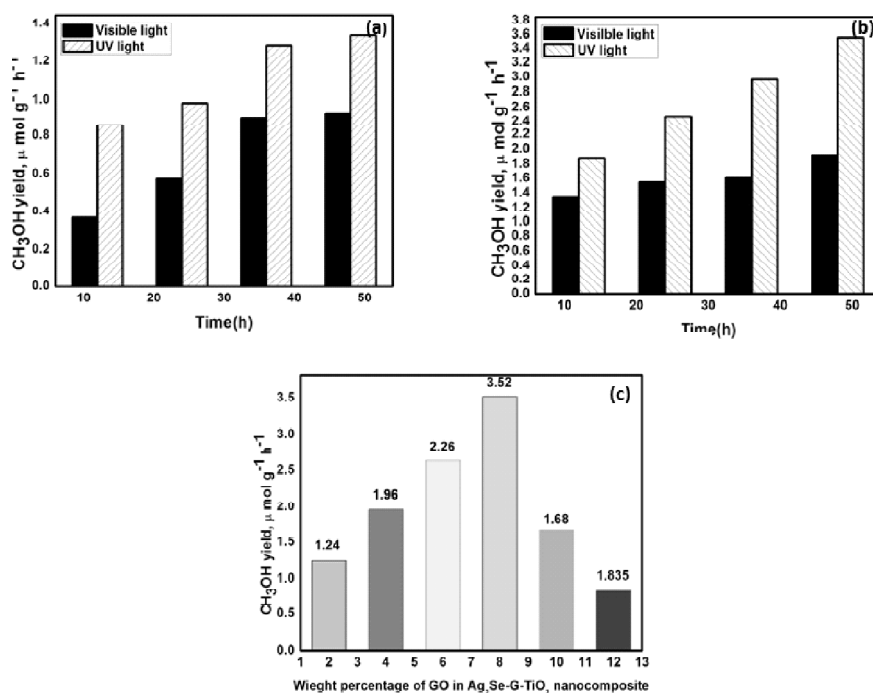 (a)
Visible light
UV light
CH3OH yield, µ mol g⁻¹ h⁻¹
1.4
1.2
1.0
0.8
0.6
0.4
0.2
0.0
10 20 30 40 50
Time(h)
(b)
Visilble light
UV light
CH3OH yield, µ mol g⁻¹ h⁻¹
3.8
3.6
3.4
3.2
3.0
2.8
2.6
2.4
2.2
2.0
1.8
1.6
1.4
1.2
1.0
0.8
0.6
0.4
0.2
0.0
10 20 30 40 50
Time(h)
(c)
CH3OH yield, µ mol g⁻¹ h⁻¹
3.5
3.0
2.5
2.0
1.5
1.0
0.5
0.0
1.24
1.96
2.26
3.52
1.68
1.835
1 2 3 4 5 6 7 8 9 10 11 12 13
Wieght percentage of GO in Ag2Se-G-TiO2 nanocomposite